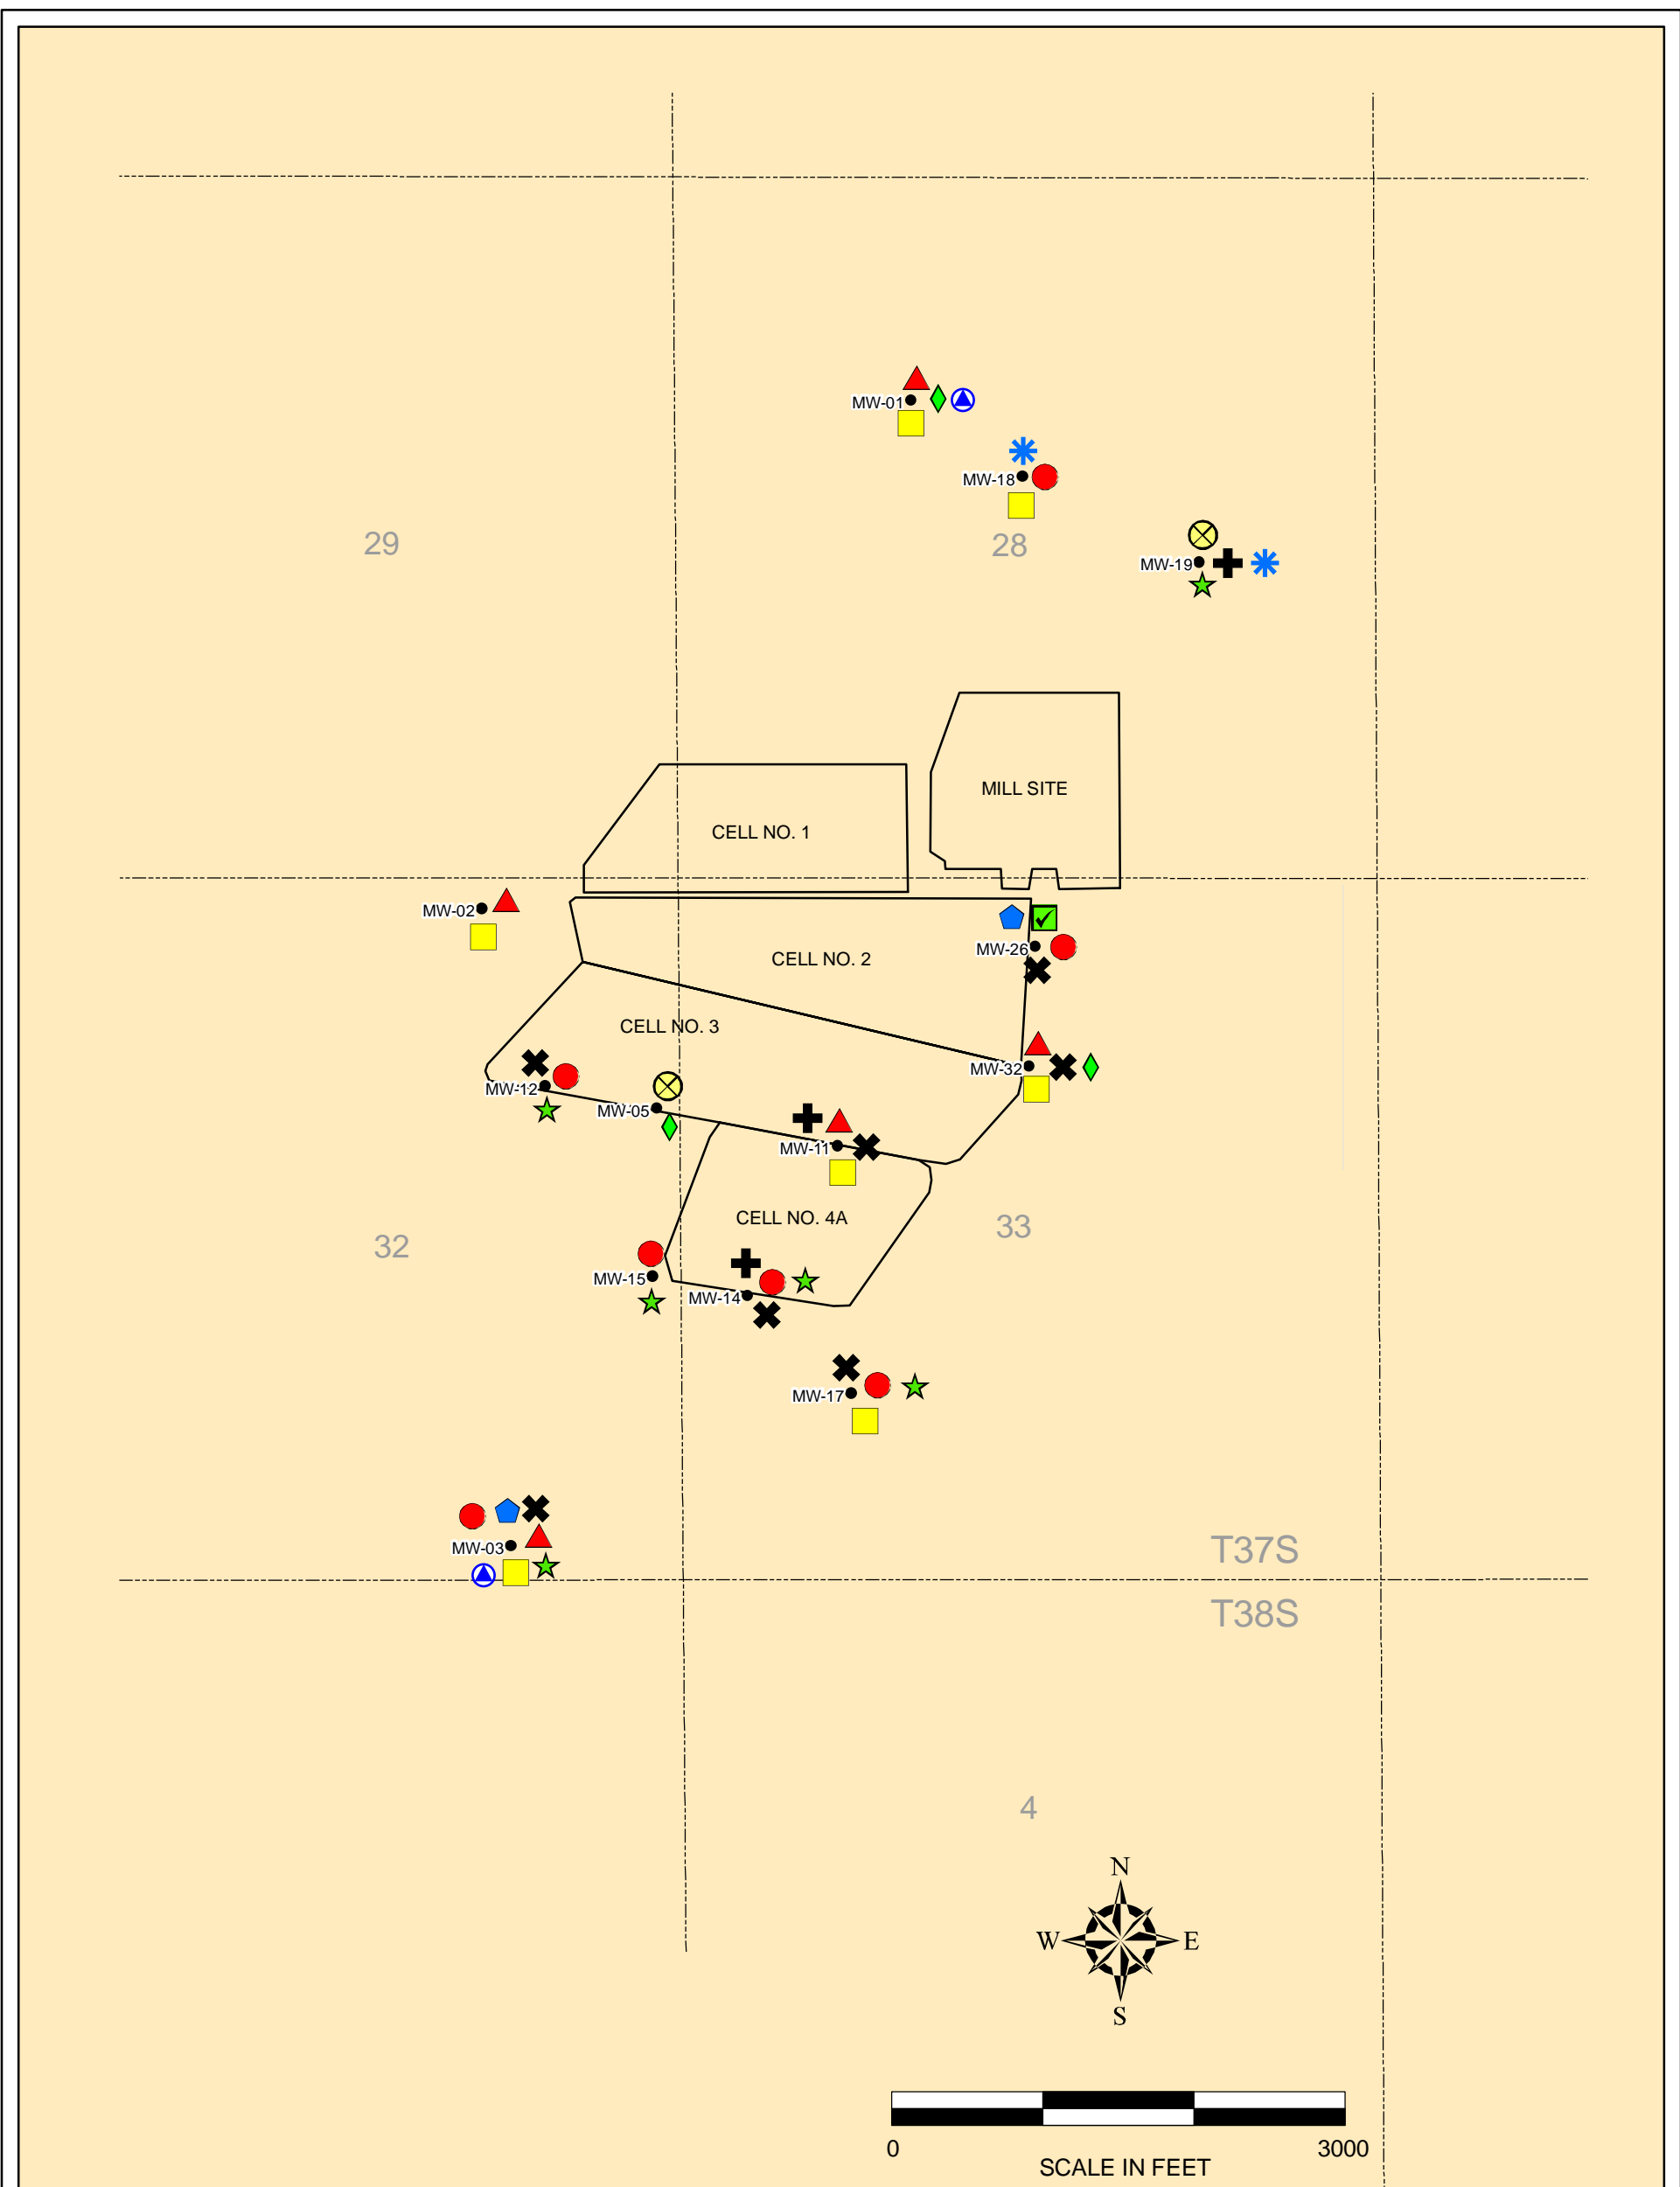 MW-01
MW-18
29
28
MW-19
MILL SITE
CELL NO. 1
MW-02
CELL NO. 2
MW-26
CELL NO. 3
MW-32
MW-12
MW-05
MW-11
CELL NO. 4A
33
32
MW-15
MW-14
MW-17
MW-03
T37S
T38S
4
N
W E
S
0 3000
SCALE IN FEET